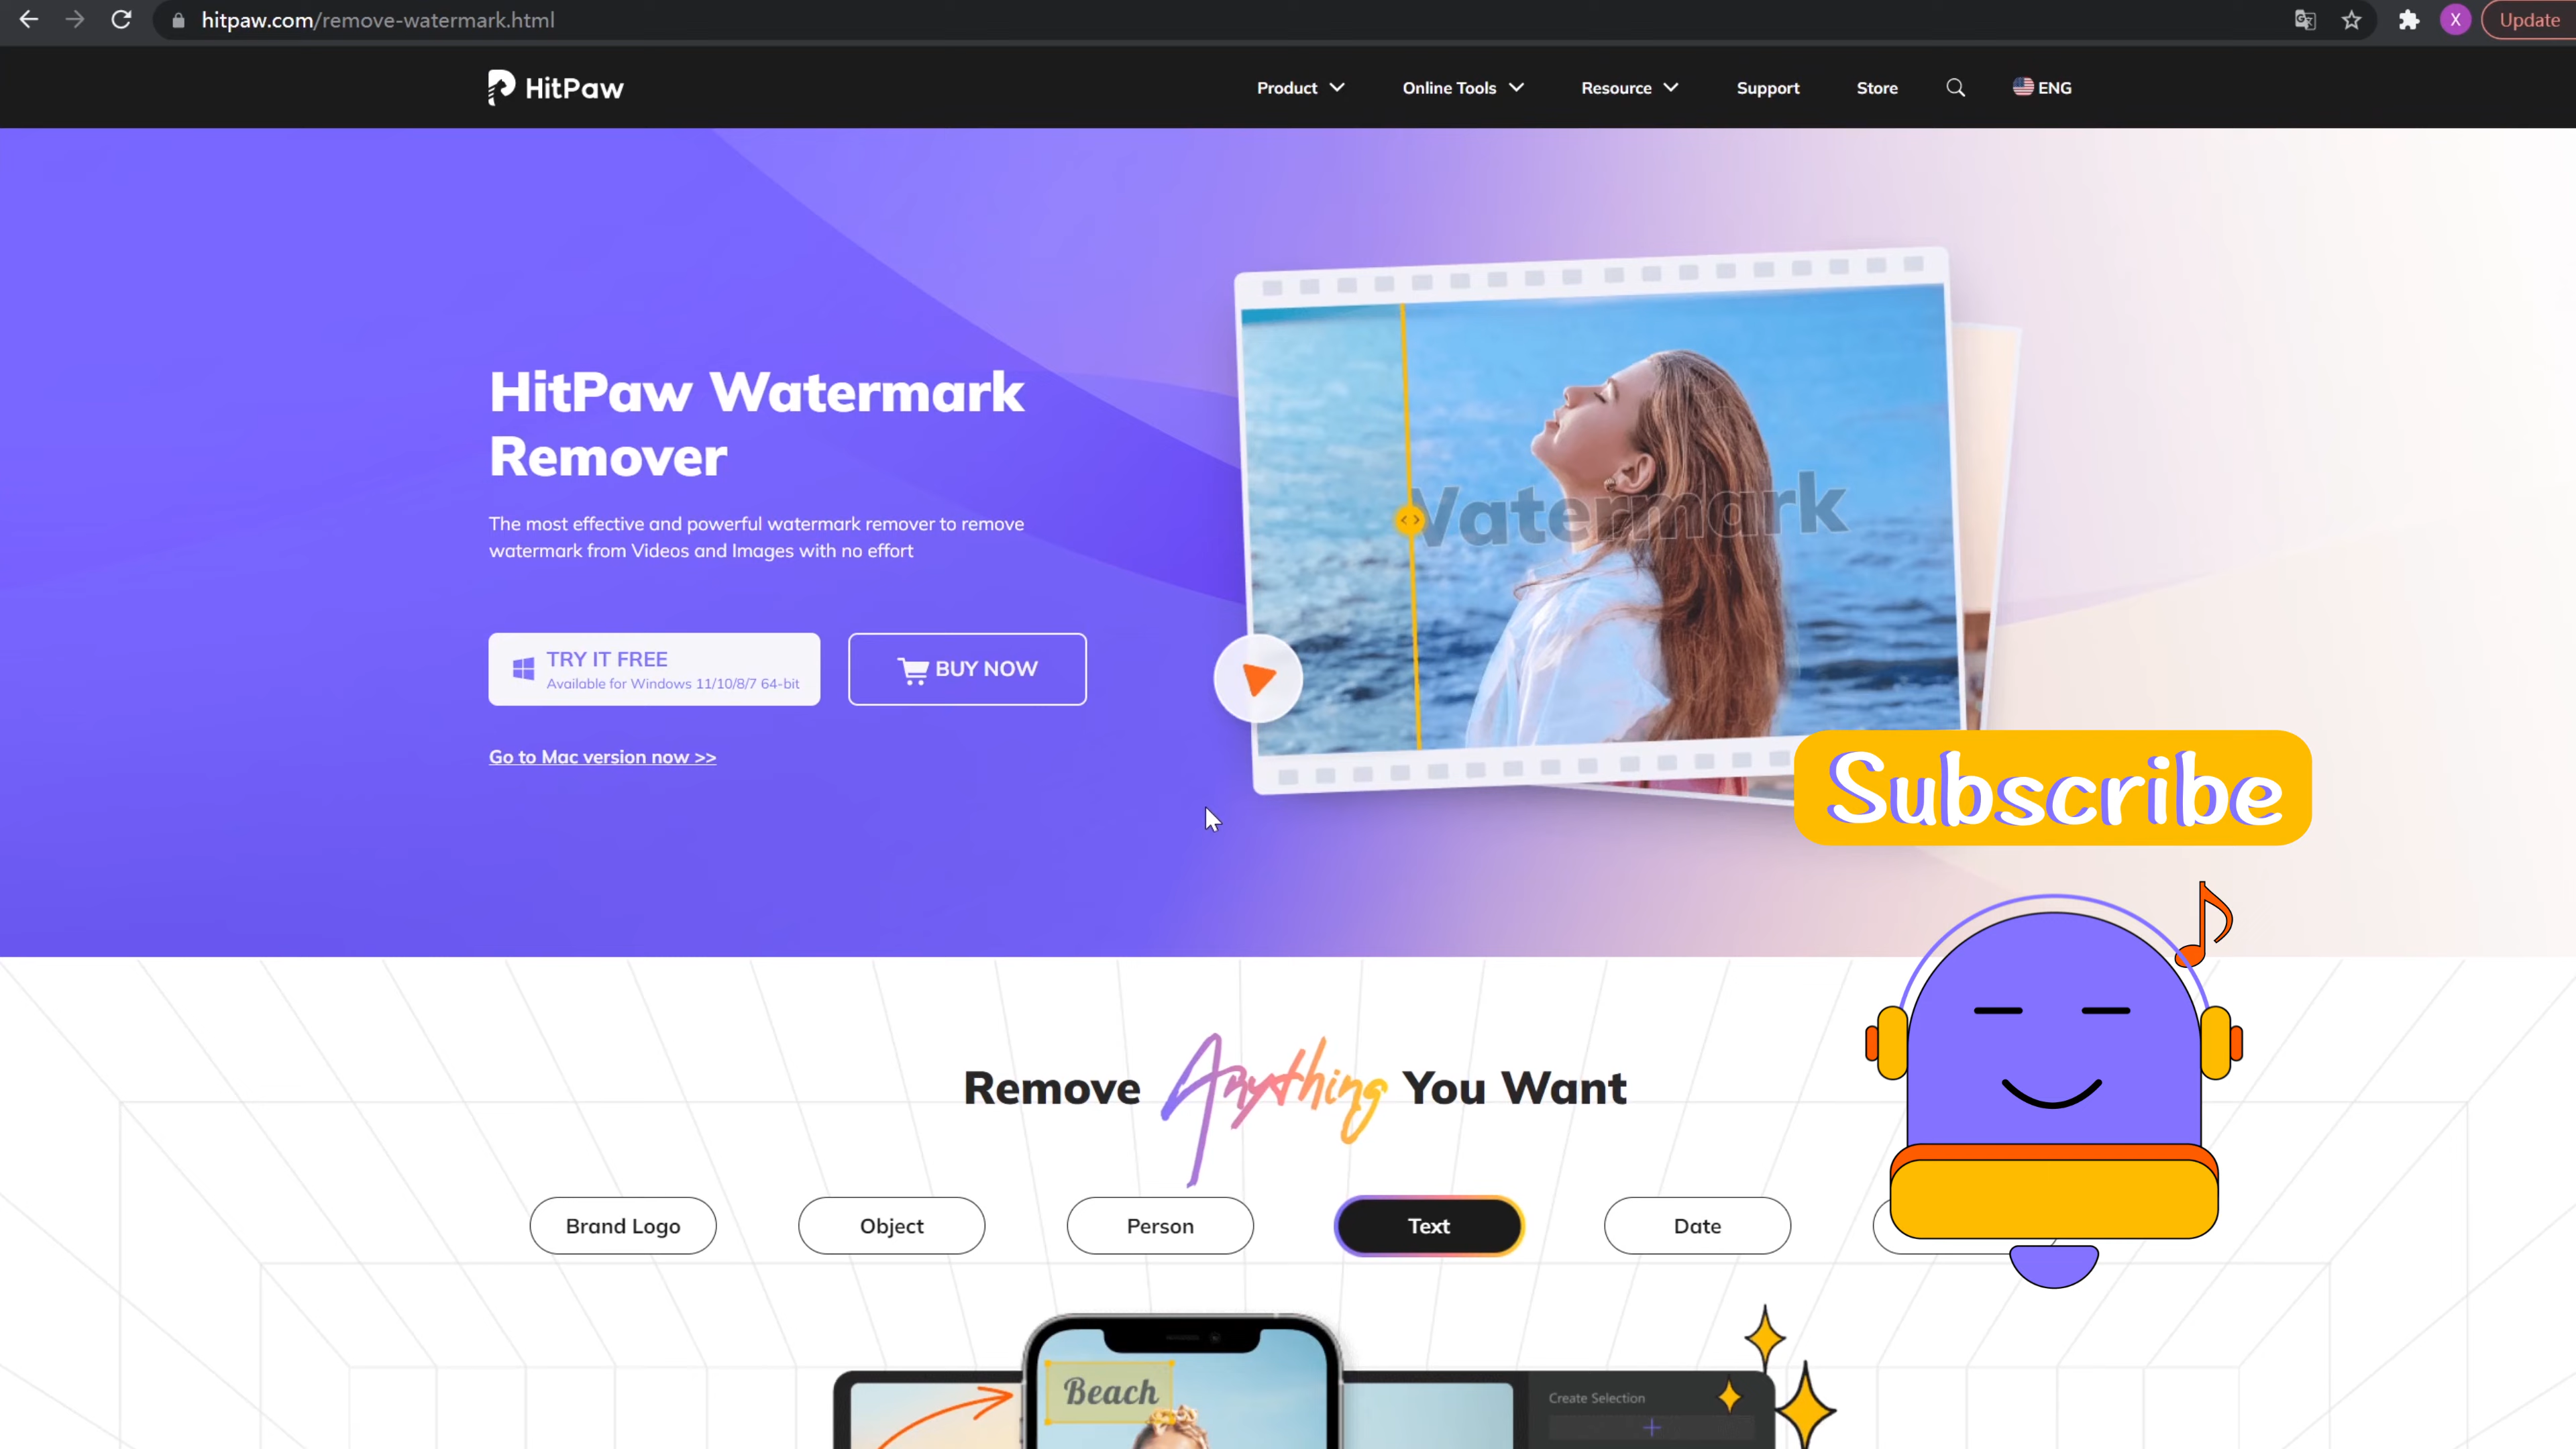 hitpaw.com/remove-watermark.html
Update
X
HitPaw
Product
Online Tools
Resource
Support
Store
ENG
HitPaw Watermark
Remover
The most effective and powerful watermark remover to remove
watermark from Videos and Images with no effort
TRY IT FREE
Available for Windows 11/10/8/7 64-bit
BUY NOW
Go to Mac version now >>
Watermark
Subscribe
Remove Anything You Want
Brand Logo
Object
Person
Text
Date
Beach
Create Selection